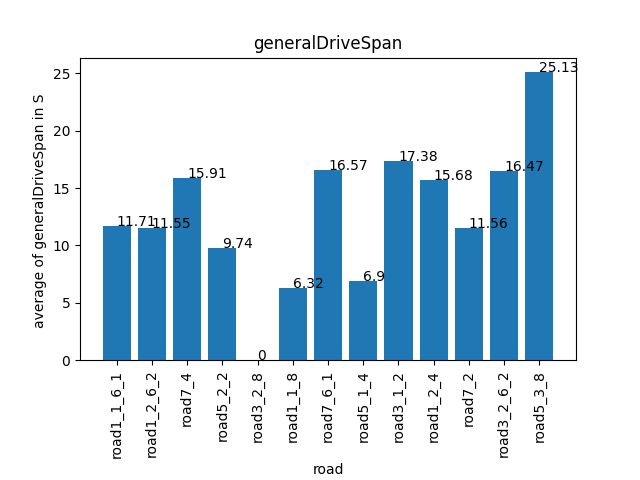 generalDriveSpan
average of generalDriveSpan in S
25
20
15
10
5
0
11.71
11.55
15.91
9.74
0
6.32
16.57
6.9
17.38
15.68
11.56
16.47
25.13
road1_1_6_1
road1_2_6_2
road7_4
road5_2_2
road3_2_8
road1_1_8
road7_6_1
road5_1_4
road3_1_2
road1_2_4
road7_2
road3_2_6_2
road5_3_8
road